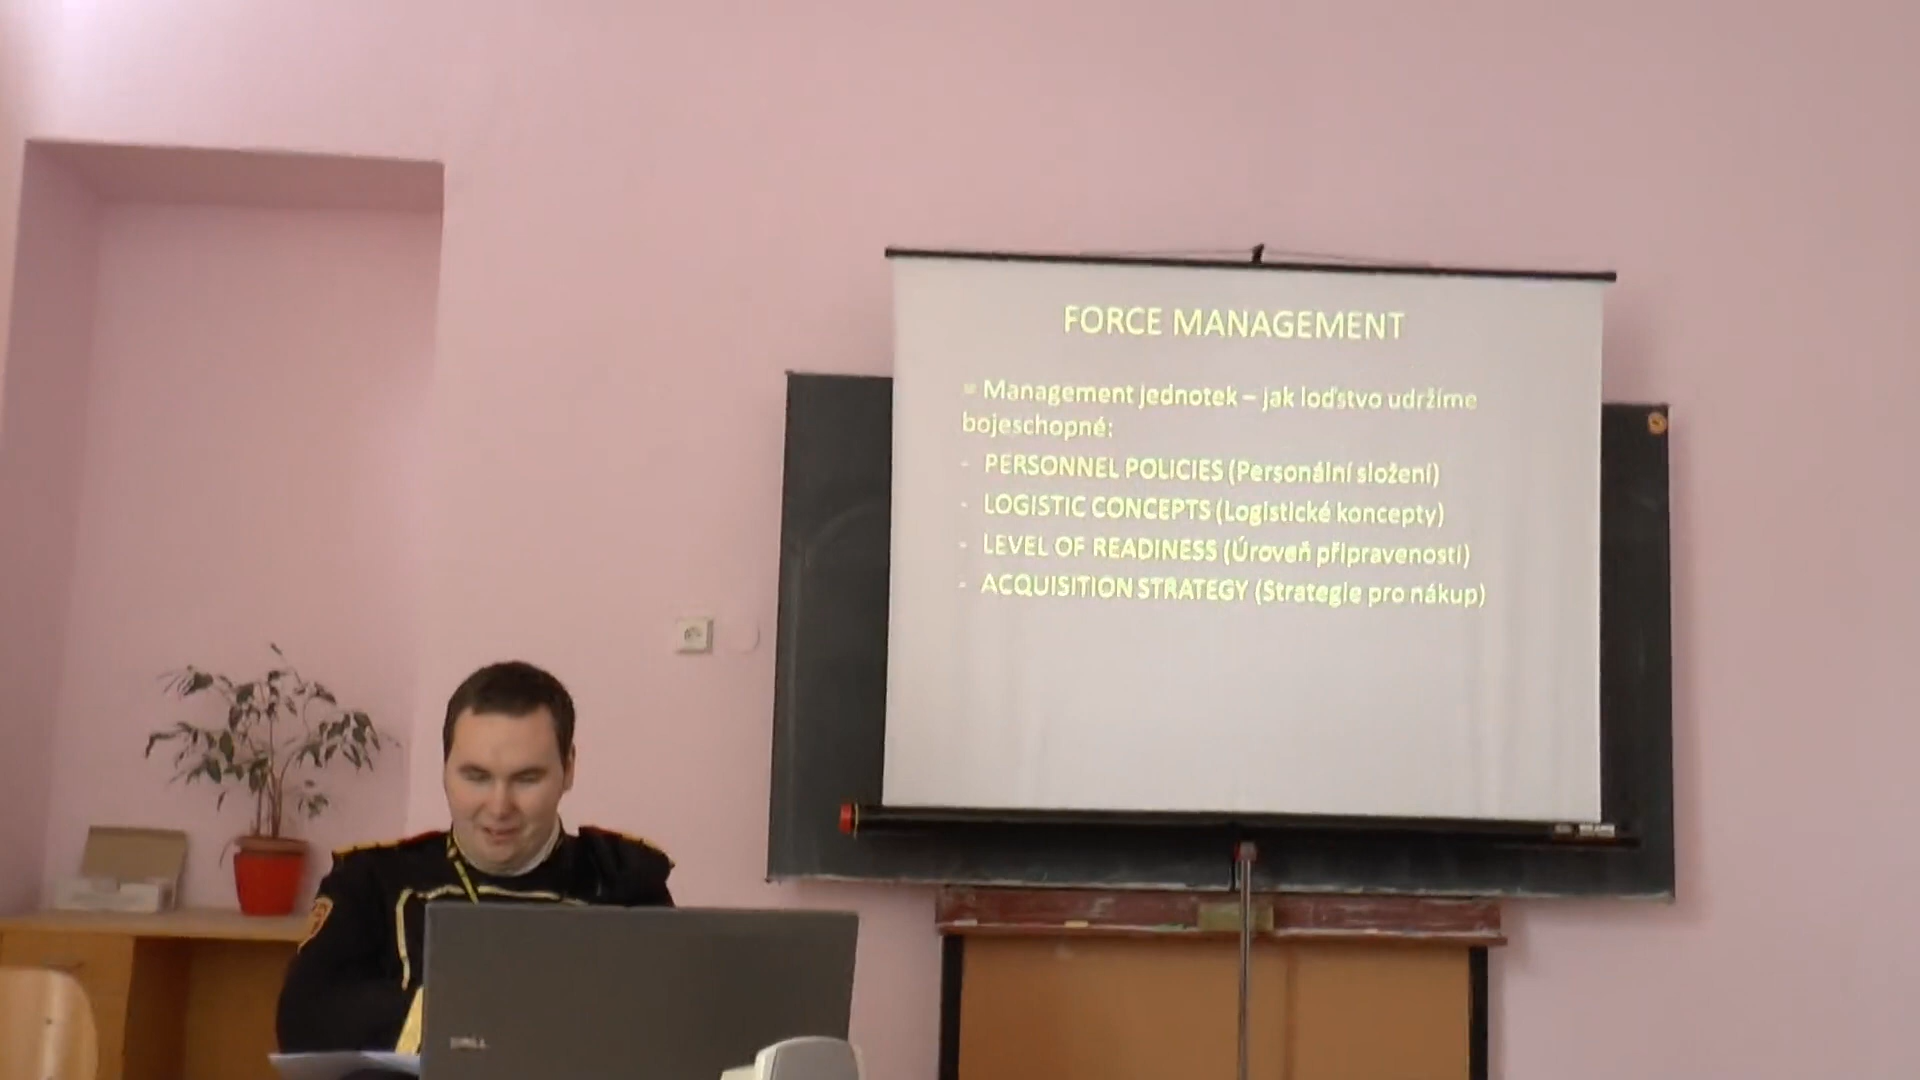 FORCE MANAGEMENT
Management jednotek – jak loďstvo udržíme
bojeschopné:
- PERSONNEL POLICIES (Personální složení)
- LOGISTIC CONCEPTS (Logistické koncepty)
- LEVEL OF READINESS (Úroveň připravenosti)
- ACQUISITION STRATEGY (Strategie pro nákup)
DELL